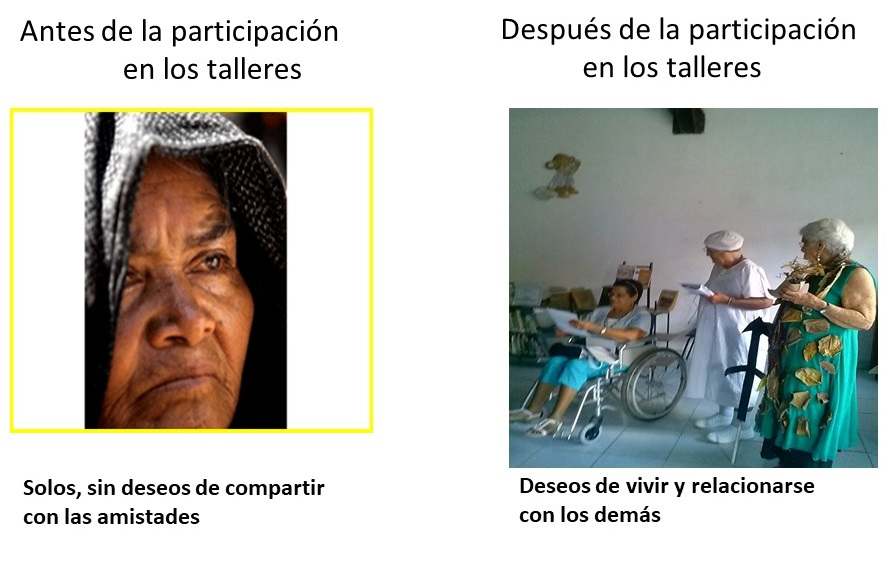 Antes de la participación
en los talleres
Después de la participación
en los talleres
Solos, sin deseos de compartir
con las amistades
Deseos de vivir y relacionarse
con los demás